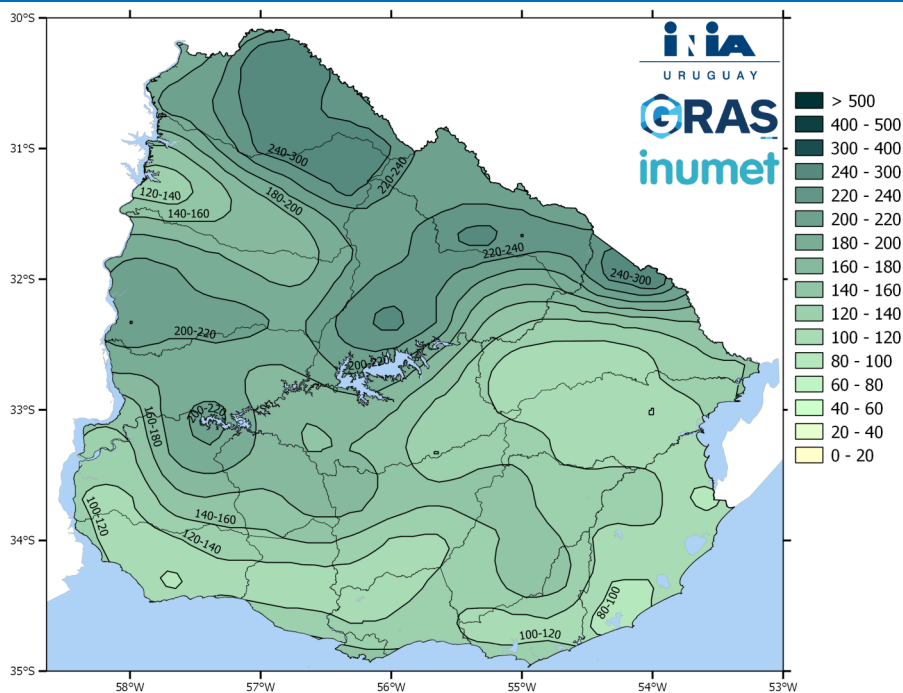 30°S
31°S
32°S
33°S
34°S
35°S
58°W
57°W
56°W
55°W
54°W
53°W
iNiA
URUGUAY
GRAS
inumet
> 500
400 - 500
300 - 400
240 - 300
220 - 240
200 - 220
180 - 200
160 - 180
140 - 160
120 - 140
100 - 120
80 - 100
60 - 80
40 - 60
20 - 40
0 - 20
240-300
220-240
120-140
180-200
140-160
220-240
240-300
200-220
200-220
200-220
160-180
100-120
140-160
120-140
80-100
100-120